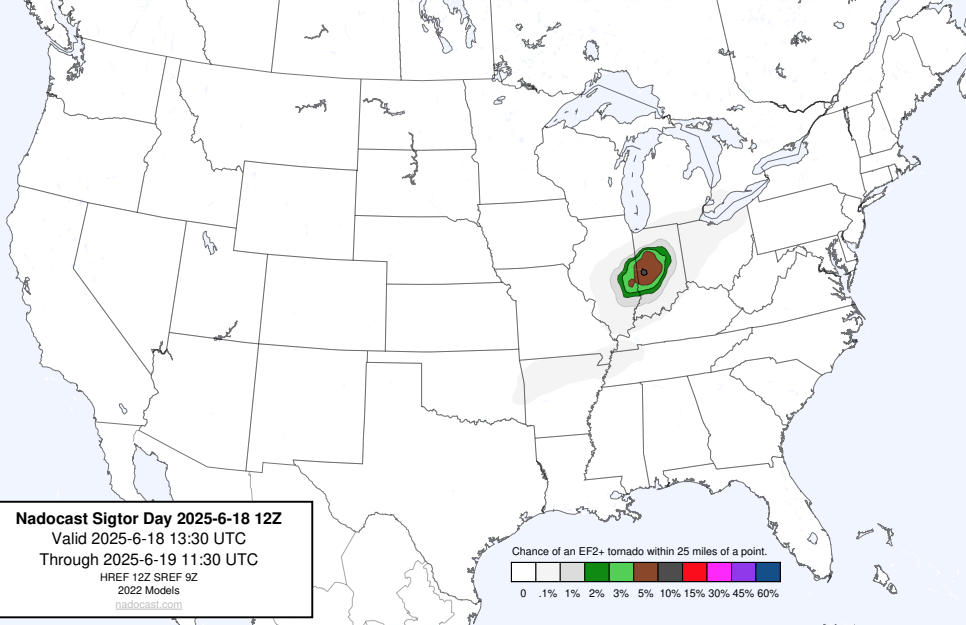 Nadocast Sigtor Day 2025-6-18 12Z
Valid 2025-6-18 13:30 UTC
Through 2025-6-19 11:30 UTC
HREF 12Z SREF 9Z
2022 Models
nadocast.com
Chance of an EF2+ tornado within 25 miles of a point.
0 .1% 1% 2% 3% 5% 10% 15% 30% 45% 60%